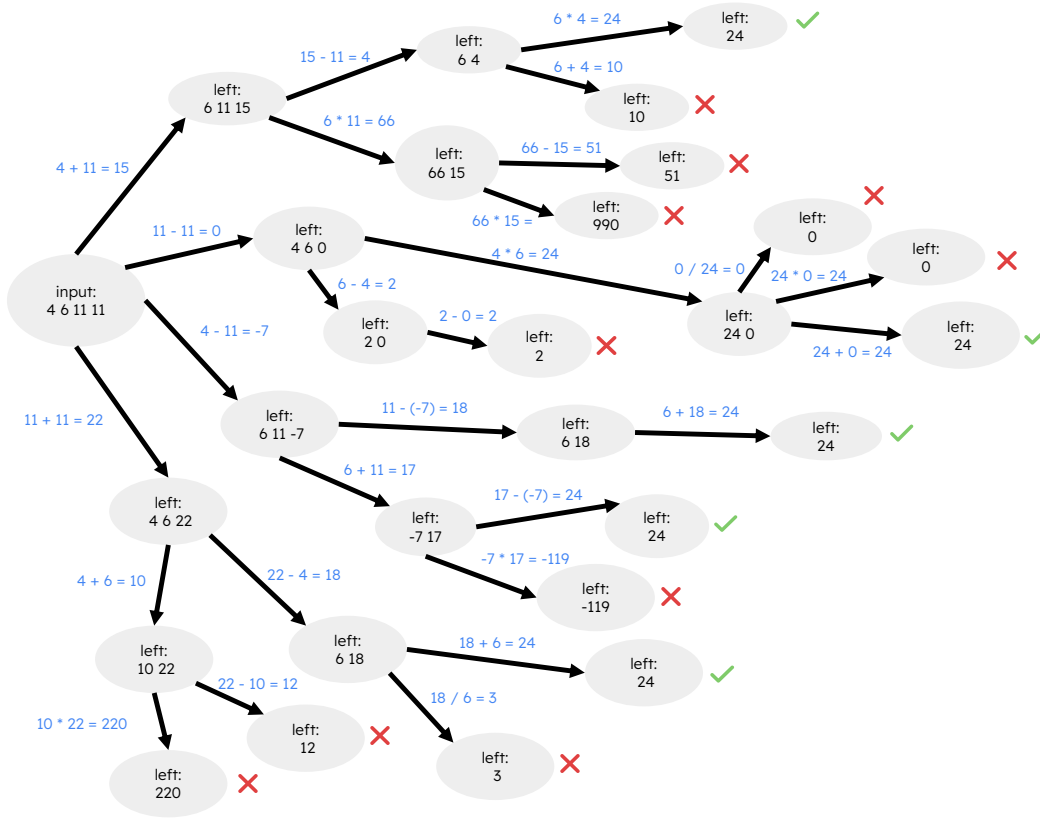 6 * 4 = 24
left:
24
15 - 11 = 4
left:
6 4
6 + 4 = 10
left:
10
left:
6 11 15
6 * 11 = 66
4 + 11 = 15
left:
66 15
66 - 15 = 51
left:
51
66 * 15 =
left:
990
11 - 11 = 0
left:
4 6 0
4 * 6 = 24
left:
0
0 / 24 = 0
24 * 0 = 24
left:
0
input:
4 6 11 11
6 - 4 = 2
left:
2 0
2 - 0 = 2
left:
2
left:
24 0
24 + 0 = 24
left:
24
4 - 11 = -7
left:
6 11 -7
11 - (-7) = 18
left:
6 18
6 + 18 = 24
left:
24
11 + 11 = 22
6 + 11 = 17
left:
-7 17
17 - (-7) = 24
left:
24
-7 * 17 = -119
left:
-119
left:
4 6 22
4 + 6 = 10
22 - 4 = 18
left:
6 18
18 + 6 = 24
left:
24
18 / 6 = 3
left:
3
left:
10 22
22 - 10 = 12
left:
12
10 * 22 = 220
left:
220